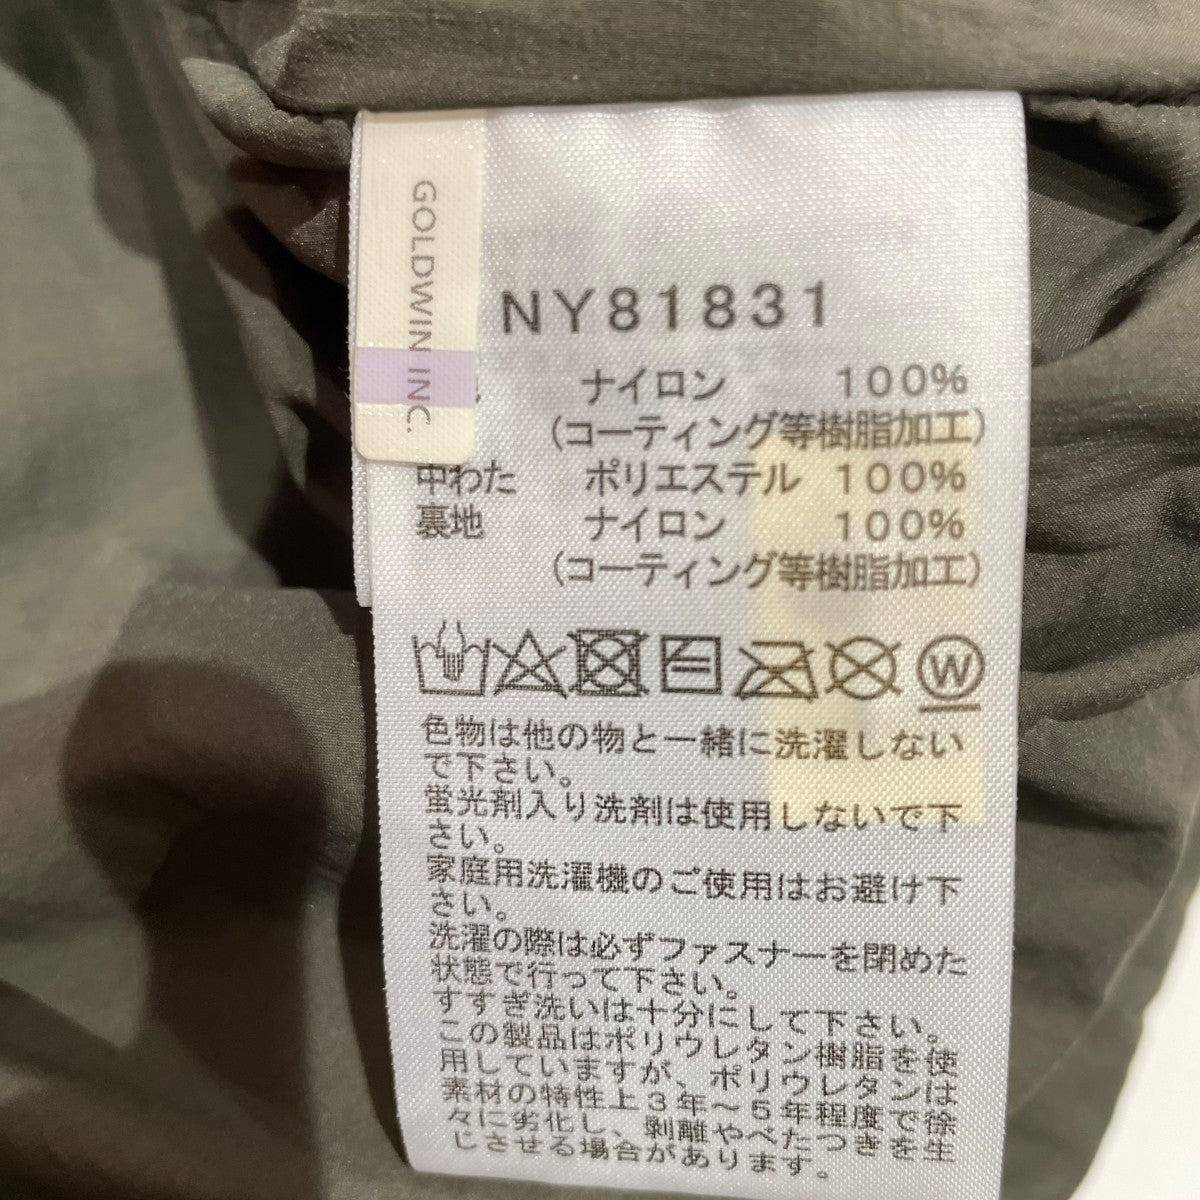 GOLDWIN INC.
NY81831
ナイロン 100%
(コーティング等樹脂加工)
中わた ポリエステル 100%
裏地 ナイロン 100%
(コーティング等樹脂加工)
W
色物は他の物と一緒に洗濯しない
で下さい。
蛍光剤入り洗剤は使用しないで下
さい。
家庭用洗濯機のご使用はお避け下
さい。
洗濯の際は必ずファスナーを閉めた
状態で行って下さい。
すすぎ洗いは十分にして下さい。
この製品はポリウレタン樹脂を使
用していますが、ポリウレタンは
素材の特性上3年～5年程度で徐
々に劣化し、剥離やべたつきを生
じさせる場合があります。